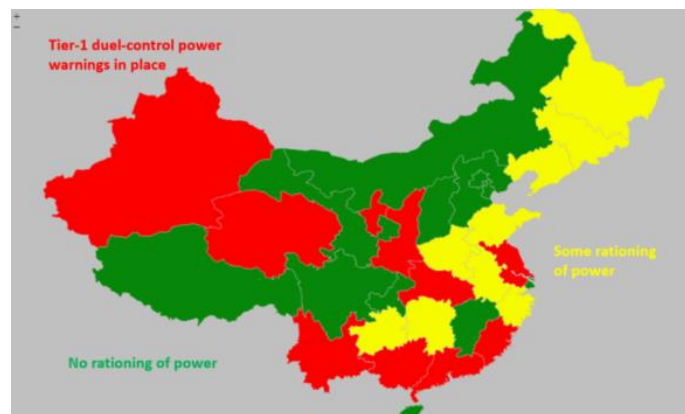 +
−
Tier-1 duel-control power
warnings in place
Some rationing
of power
No rationing of power